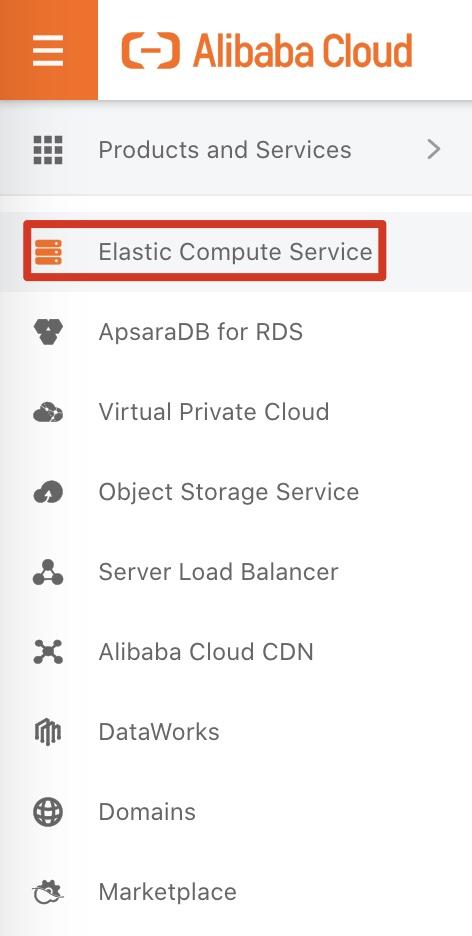 Alibaba Cloud
Products and Services
Elastic Compute Service
ApsaraDB for RDS
Virtual Private Cloud
Object Storage Service
Server Load Balancer
Alibaba Cloud CDN
DataWorks
Domains
Marketplace